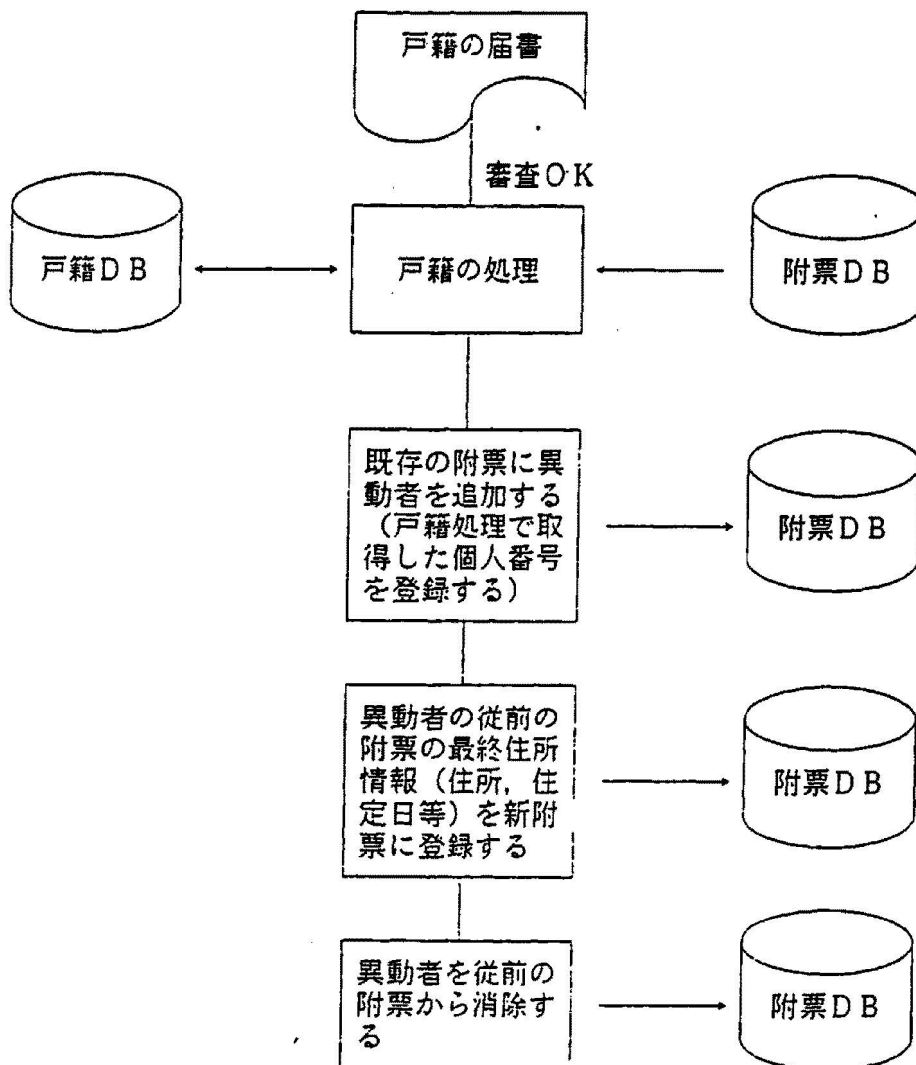 戸籍の届書
審査OK
戸籍DB
戸籍の処理
附票DB
既存の附票に異
動者を追加する
(戸籍処理で取
得した個人番号
を登録する)
附票DB
異動者の従前の
附票の最終住所
情報(住所,住
定日等)を新附
票に登録する
附票DB
異動者を従前の
附票から消除す
る
附票DB